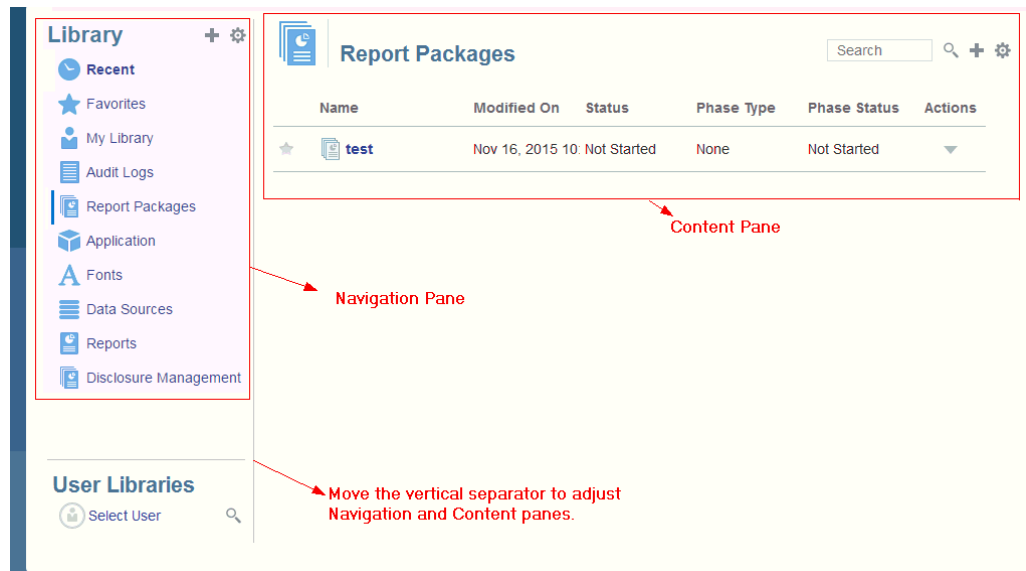 Library
Recent
Favorites
My Library
Audit Logs
Report Packages
Application
Fonts
Data Sources
Reports
Disclosure Management
User Libraries
Select User
Report Packages
Search
Name Modified On Status Phase Type Phase Status Actions
test Nov 16, 2015 10: Not Started None Not Started
Content Pane
Navigation Pane
Move the vertical separator to adjust
Navigation and Content panes.